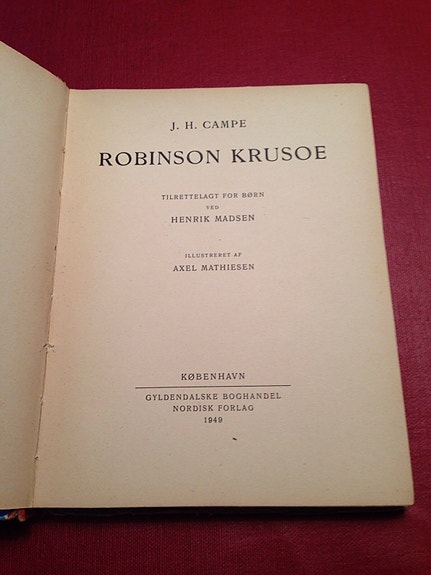 J. H. CAMPE
ROBINSON KRUSOE
TILRETTELAGT FOR BØRN
VED
HENRIK MADSEN
ILLUSTRERET AF
AXEL MATHIESEN
KØBENHAVN
GYLDENDALSKE BOGHANDEL
NORDISK FORLAG
1949